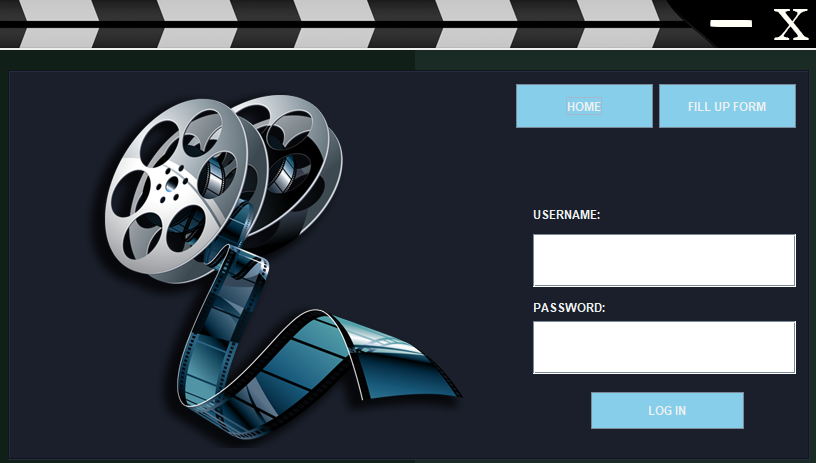 X
HOME
FILL UP FORM
USERNAME:
PASSWORD:
LOG IN